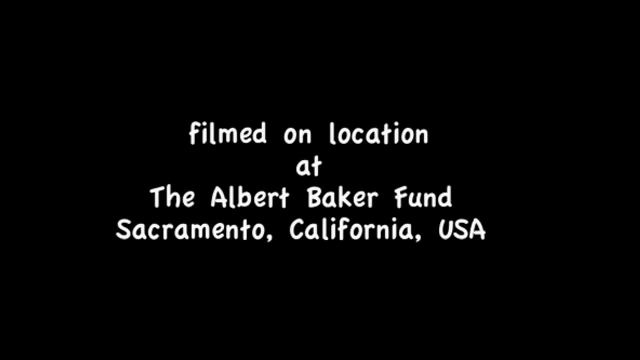 filmed on location
at
The Albert Baker Fund
Sacramento, California, USA